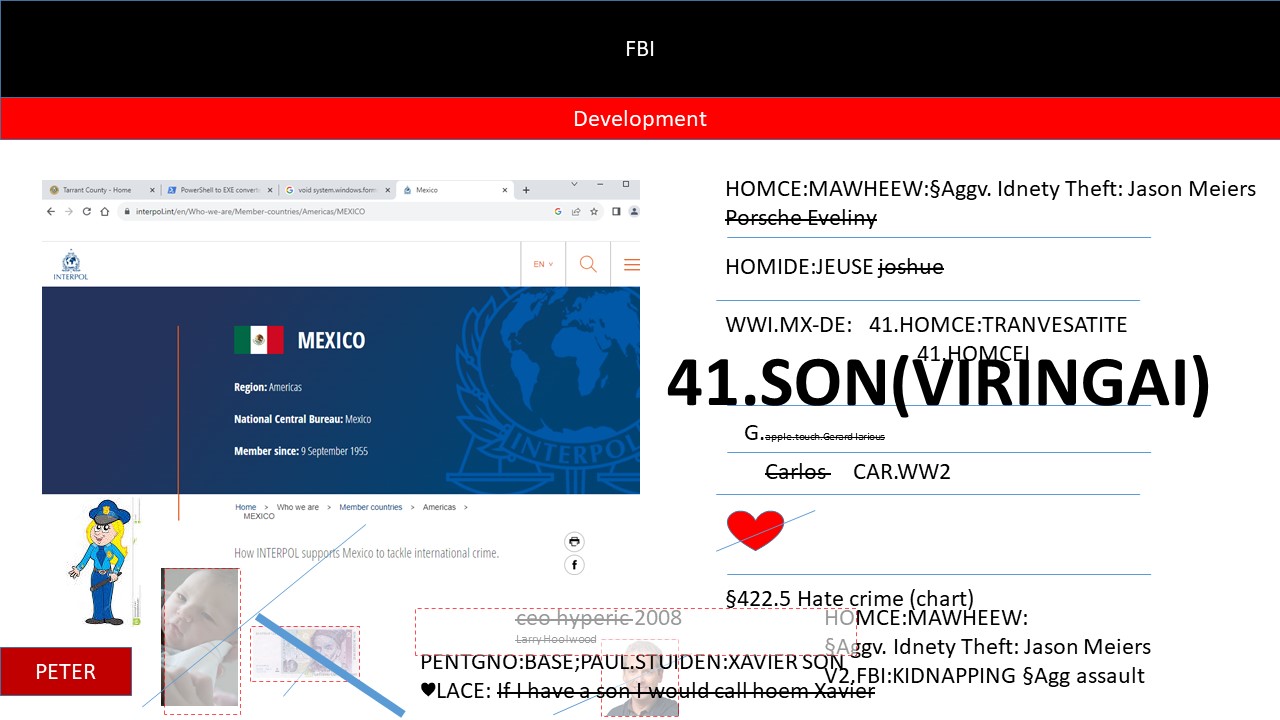 FBI
Development
Tarrant County - Home
PowerShell to EXE convert
void system.windows.form
Mexico
interpol.int/en/Who-we-are/Member-countries/Americas/MEXICO
INTERPOL
EN
MEXICO
Region: Americas
National Central Bureau: Mexico
Member since: 9 September 1955
INTERPOL
Home > Who we are > Member countries > Americas >
MEXICO
How INTERPOL supports Mexico to tackle international crime.
HOMCE:MAWHEEW:§Aggv. Idnety Theft: Jason Meiers
Porsche Eveliny
HOMIDE:JEUSE joshue
WWI.MX-DE: 41.HOMCE:TRANVESATITE
41.HOMCEI
41.SON(VIRINGAI)
G.apple.touch.Gerard larious
Carlos CAR.WW2
§422.5 Hate crime (chart)
HOMCE:MAWHEEW:
§Aggv. Idnety Theft: Jason Meiers
V2,FBI:KIDNAPPING §Agg assault
ceo hyperic 2008
Larry Hoolwood
PENTGNO:BASE;PAUL.STUIDEN:XAVIER SON
♥LACE: If I have a son I would call hoem Xavier
PETER